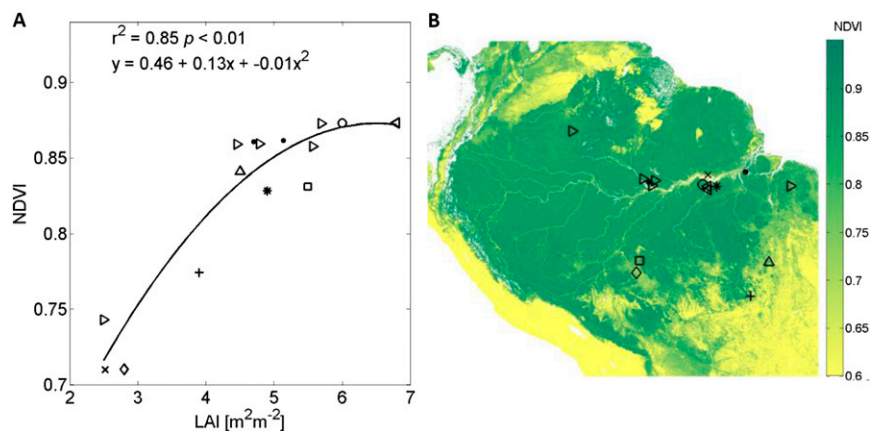 A
r² = 0.85 p < 0.01
y = 0.46 + 0.13x + -0.01x²
0.9
0.85
0.8
0.75
0.7
NDVI
2 3 4 5 6 7
LAI [m²m⁻²]
B
NDVI
0.9
0.85
0.8
0.75
0.7
0.65
0.6